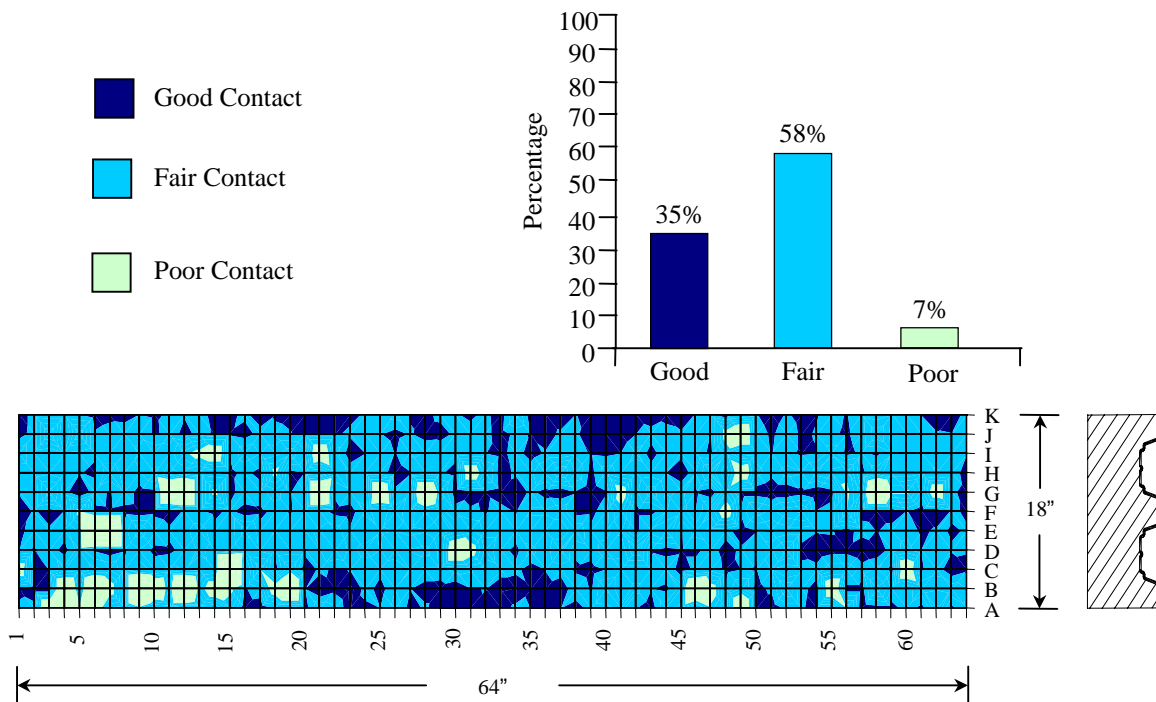 Good Contact
Fair Contact
Poor Contact
Percentage
100
90
80
70
60
50
40
30
20
10
0
35%
58%
7%
Good Fair Poor
K
J
I
H
G
F
E
D
C
B
A
1 5 10 15 20 25 30 35 40 45 50 55 60
64”
18”